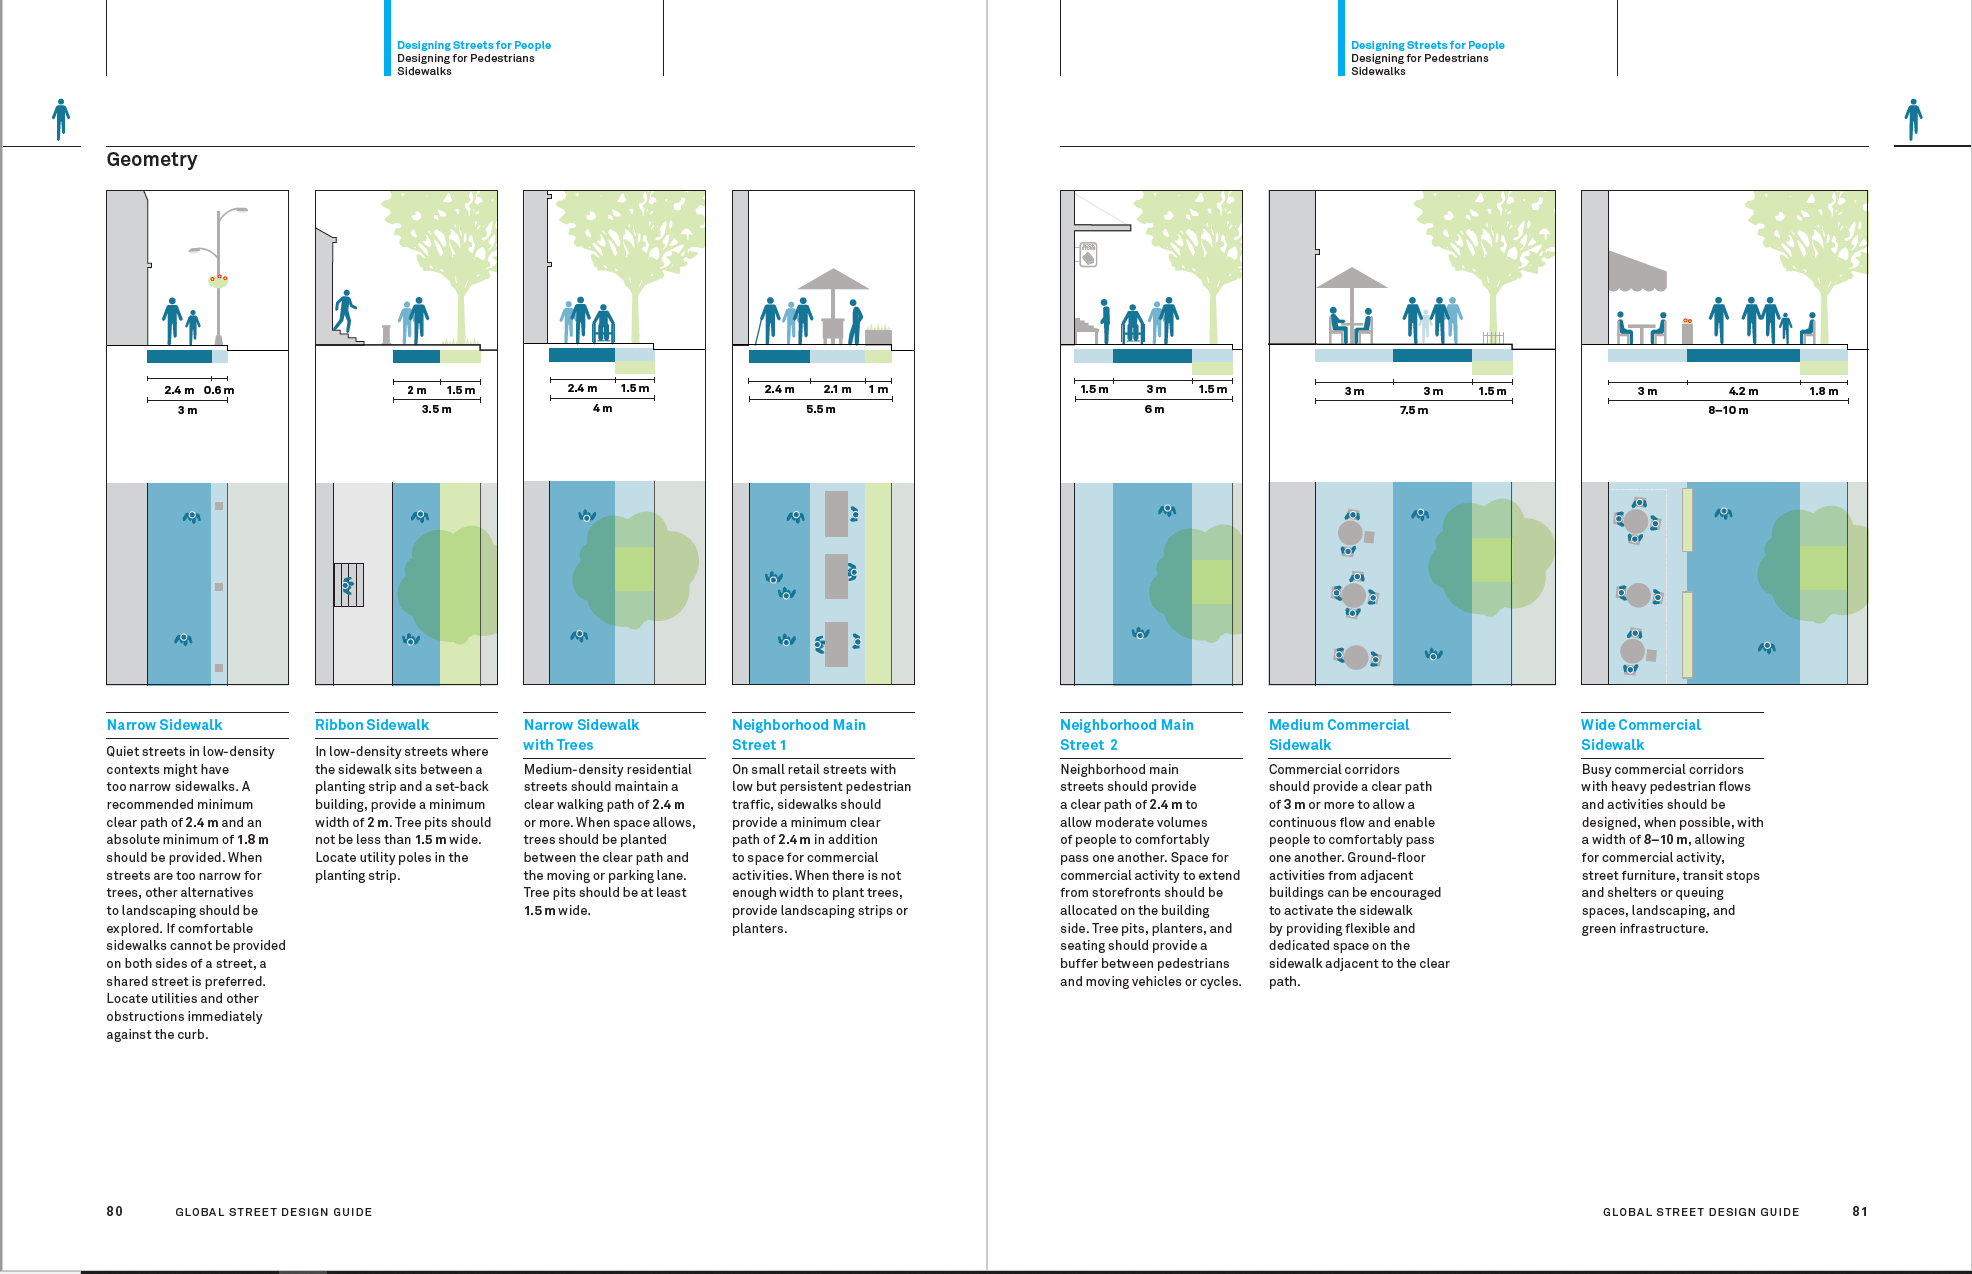 Designing Streets for People
Designing for Pedestrians
Sidewalks
Geometry
2.4 m 0.6 m
3 m
2 m 1.5 m
3.5 m
2.4 m 1.5 m
4 m
2.4 m 2.1 m 1 m
5.5 m
Narrow Sidewalk
Quiet streets in low-density
contexts might have
too narrow sidewalks. A
recommended minimum
clear path of 2.4 m and an
absolute minimum of 1.8 m
should be provided. When
streets are too narrow for
trees, other alternatives
to landscaping should be
explored. If comfortable
sidewalks cannot be provided
on both sides of a street, a
shared street is preferred.
Locate utilities and other
obstructions immediately
against the curb.
Ribbon Sidewalk
In low-density streets where
the sidewalk sits between a
planting strip and a set-back
building, provide a minimum
width of 2 m. Tree pits should
not be less than 1.5 m wide.
Locate utility poles in the
planting strip.
Narrow Sidewalk
with Trees
Medium-density residential
streets should maintain a
clear walking path of 2.4 m
or more. When space allows,
trees should be planted
between the clear path and
the moving or parking lane.
Tree pits should be at least
1.5 m wide.
Neighborhood Main
Street 1
On small retail streets with
low but persistent pedestrian
traffic, sidewalks should
provide a minimum clear
path of 2.4 m in addition
to space for commercial
activities. When there is not
enough width to plant trees,
provide landscaping strips or
planters.
80 GLOBAL STREET DESIGN GUIDE
Designing Streets for People
Designing for Pedestrians
Sidewalks
1.5 m 3 m 1.5 m
6 m
3 m 3 m 1.5 m
7.5 m
3 m 4.2 m 1.8 m
8–10 m
Neighborhood Main
Street 2
Neighborhood main
streets should provide
a clear path of 2.4 m to
allow moderate volumes
of people to comfortably
pass one another. Space for
commercial activity to extend
from storefronts should be
allocated on the building
side. Tree pits, planters, and
seating should provide a
buffer between pedestrians
and moving vehicles or cycles.
Medium Commercial
Sidewalk
Commercial corridors
should provide a clear path
of 3 m or more to allow a
continuous flow and enable
people to comfortably pass
one another. Ground-floor
activities from adjacent
buildings can be encouraged
to activate the sidewalk
by providing flexible and
dedicated space on the
sidewalk adjacent to the clear
path.
Wide Commercial
Sidewalk
Busy commercial corridors
with heavy pedestrian flows
and activities should be
designed, when possible, with
a width of 8–10 m, allowing
for commercial activity,
street furniture, transit stops
and shelters or queuing
spaces, landscaping, and
green infrastructure.
GLOBAL STREET DESIGN GUIDE 81